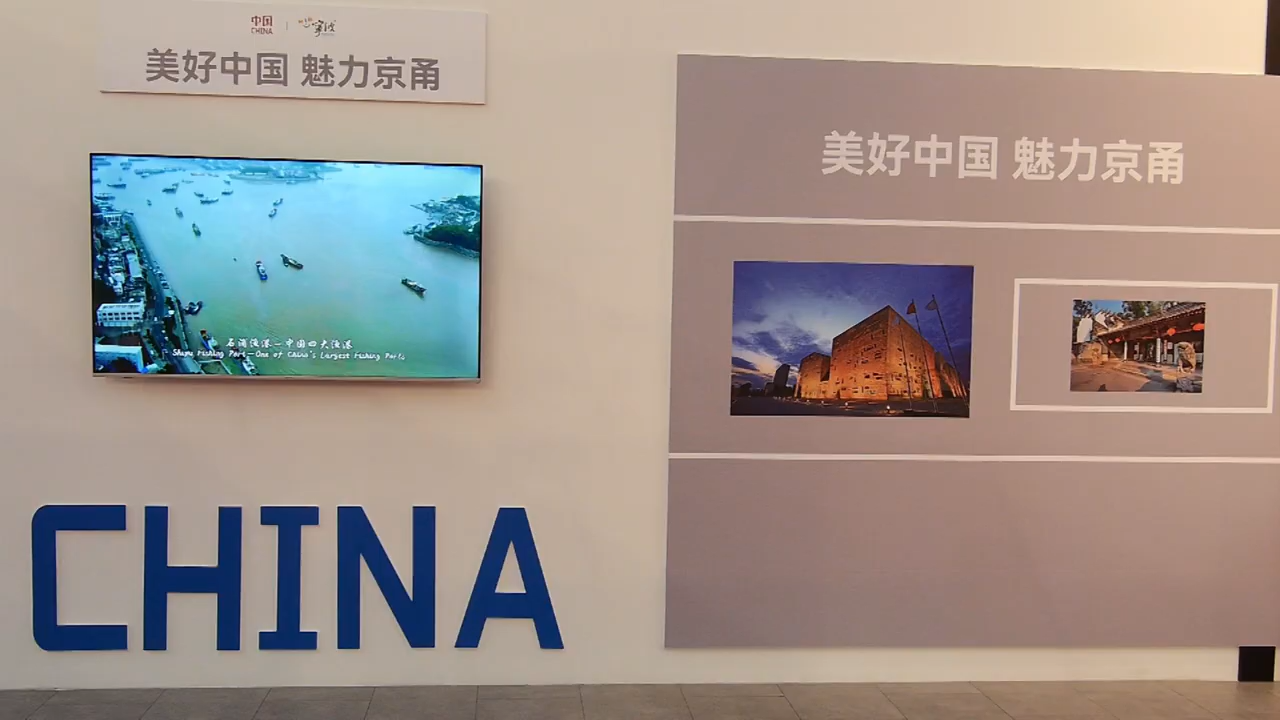 中国
CHINA
宁波
美好中国 魅力京甬
石浦渔港-中国四大渔港
Shipu Fishing Port-One of China's Largest Fishing Ports
CHINA
美好中国 魅力京甬